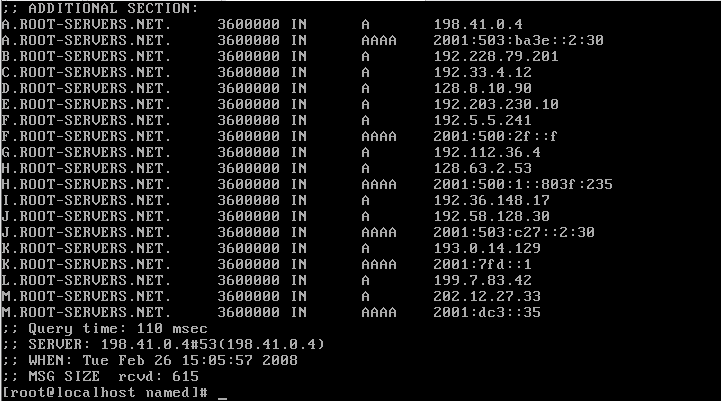 ;; ADDITIONAL SECTION:
A.ROOT-SERVERS.NET. 3600000 IN A 198.41.0.4
A.ROOT-SERVERS.NET. 3600000 IN AAAA 2001:503:ba3e::2:30
B.ROOT-SERVERS.NET. 3600000 IN A 192.228.79.201
C.ROOT-SERVERS.NET. 3600000 IN A 192.33.4.12
D.ROOT-SERVERS.NET. 3600000 IN A 128.8.10.90
E.ROOT-SERVERS.NET. 3600000 IN A 192.203.230.10
F.ROOT-SERVERS.NET. 3600000 IN A 192.5.5.241
F.ROOT-SERVERS.NET. 3600000 IN AAAA 2001:500:2f::f
G.ROOT-SERVERS.NET. 3600000 IN A 192.112.36.4
H.ROOT-SERVERS.NET. 3600000 IN A 128.63.2.53
H.ROOT-SERVERS.NET. 3600000 IN AAAA 2001:500:1::803f:235
I.ROOT-SERVERS.NET. 3600000 IN A 192.36.148.17
J.ROOT-SERVERS.NET. 3600000 IN A 192.58.128.30
J.ROOT-SERVERS.NET. 3600000 IN AAAA 2001:503:c27::2:30
K.ROOT-SERVERS.NET. 3600000 IN A 193.0.14.129
K.ROOT-SERVERS.NET. 3600000 IN AAAA 2001:7fd::1
L.ROOT-SERVERS.NET. 3600000 IN A 199.7.83.42
M.ROOT-SERVERS.NET. 3600000 IN A 202.12.27.33
M.ROOT-SERVERS.NET. 3600000 IN AAAA 2001:dc3::35
;; Query time: 110 msec
;; SERVER: 198.41.0.4#53(198.41.0.4)
;; WHEN: Tue Feb 26 15:05:57 2008
;; MSG SIZE  rcvd: 615
[root@localhost named]# _